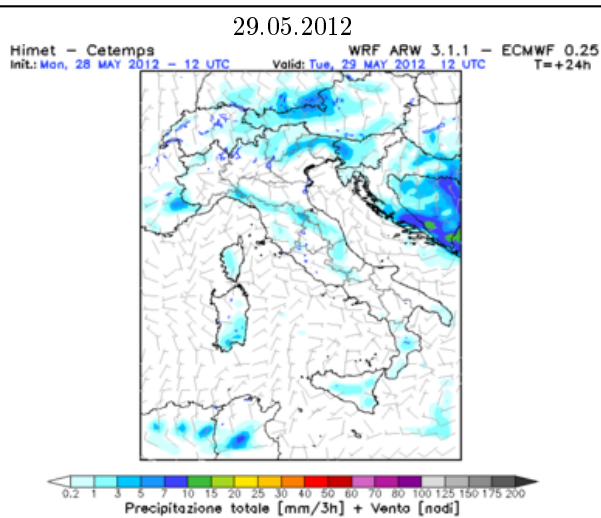 29.05.2012
Himet - Cetemps WRF ARW 3.1.1 - ECMWF 0.25
Init.: Mon, 28 MAY 2012 - 12 UTC Valid: Tue, 29 MAY 2012 12 UTC T=+24h
0.2 1 3 5 7 10 15 20 25 30 40 50 60 70 80 100 125 150 175 200
Precipitazione totale [mm/3h] + Vento [nodi]